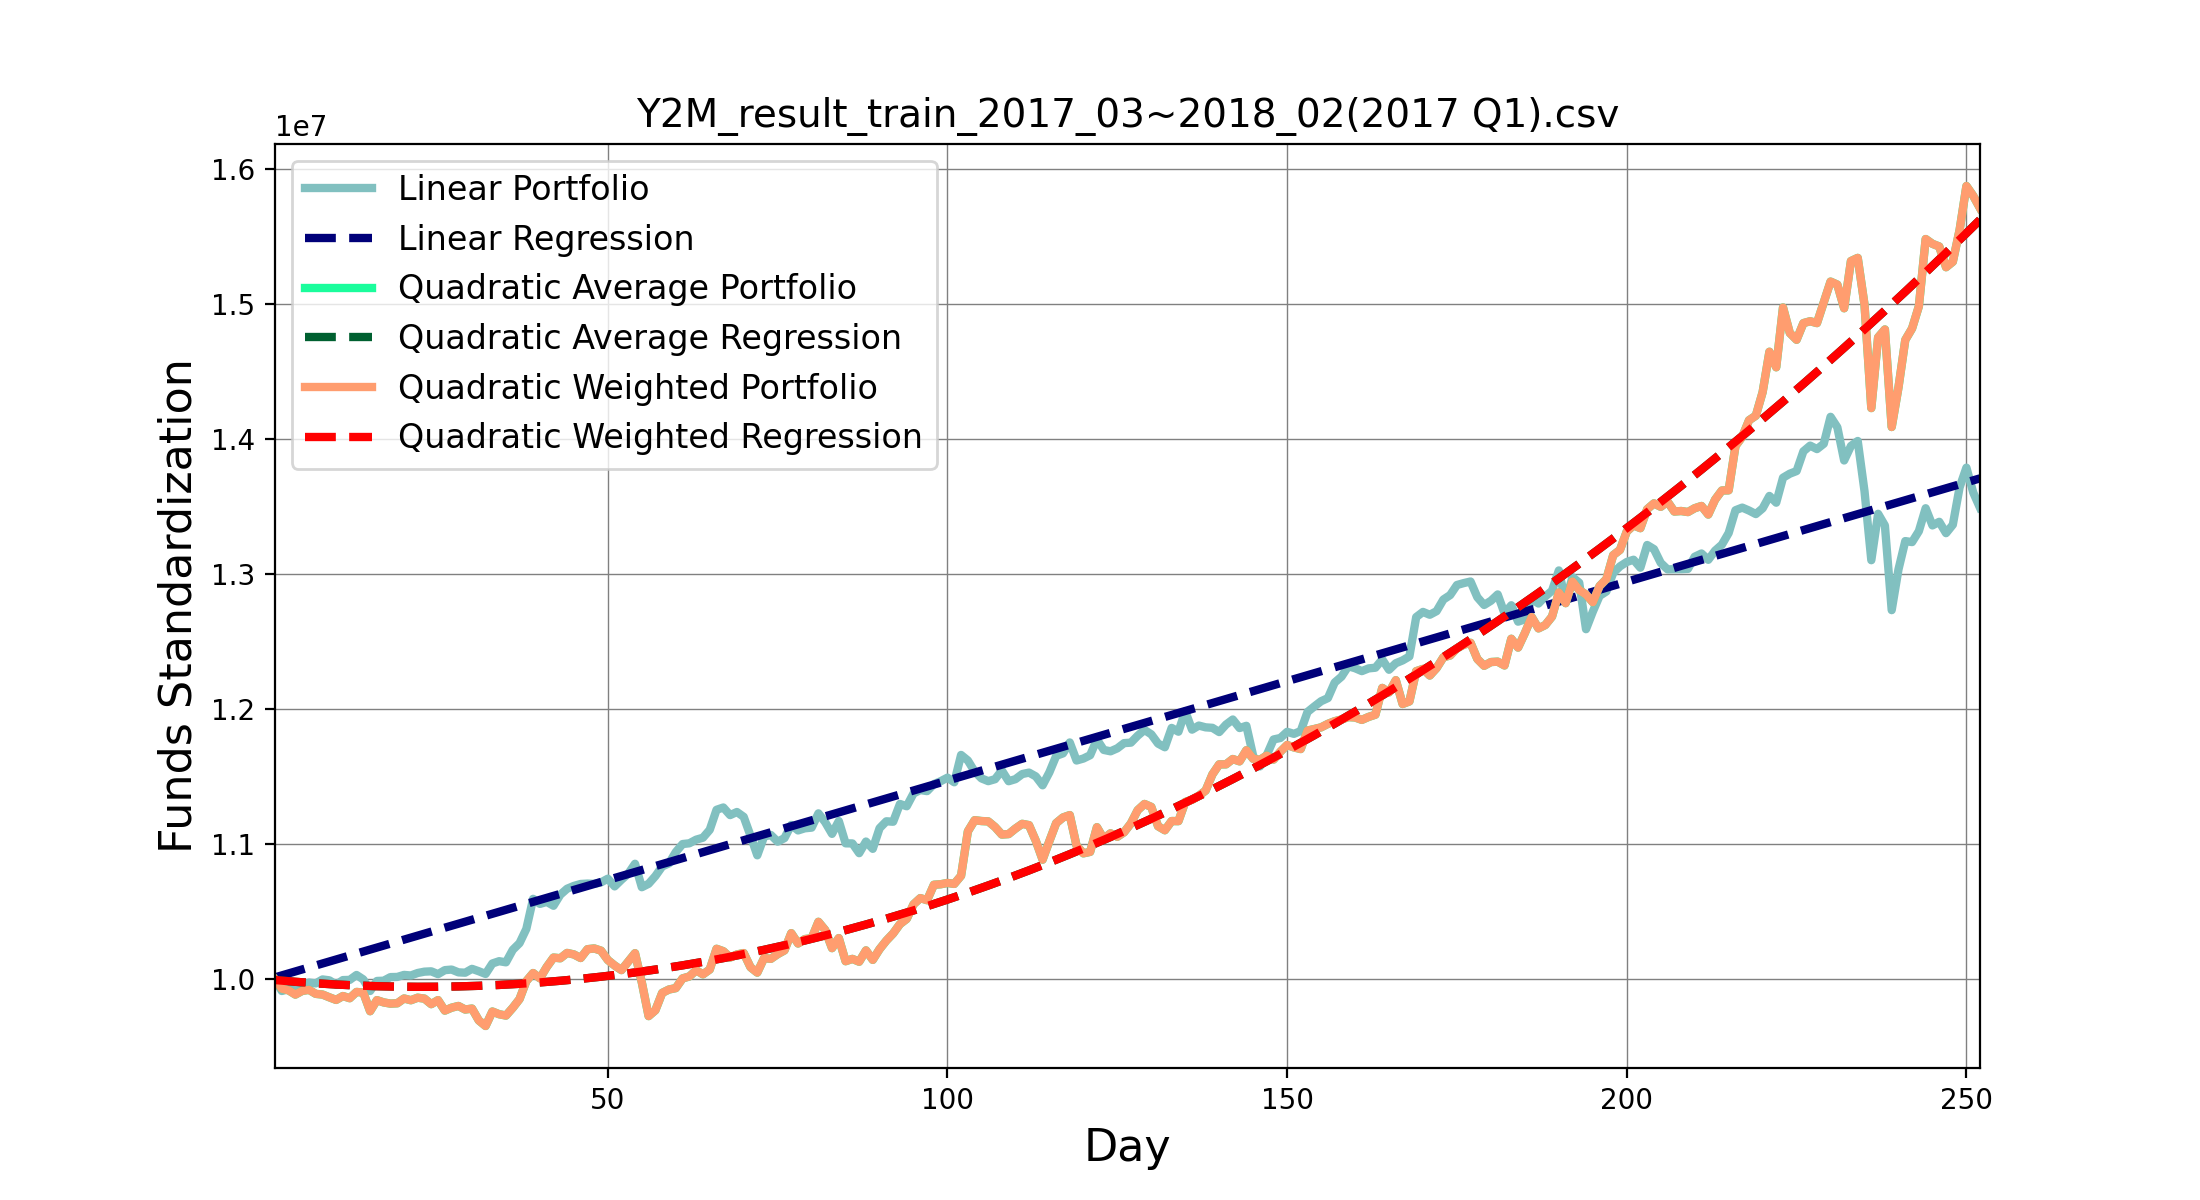 Y2M_result_train_2017_03~2018_02(2017 Q1).csv
1e7
Linear Portfolio
Linear Regression
Quadratic Average Portfolio
Quadratic Average Regression
Quadratic Weighted Portfolio
Quadratic Weighted Regression
Funds Standardization
1.6
1.5
1.4
1.3
1.2
1.1
1.0
50 100 150 200 250
Day